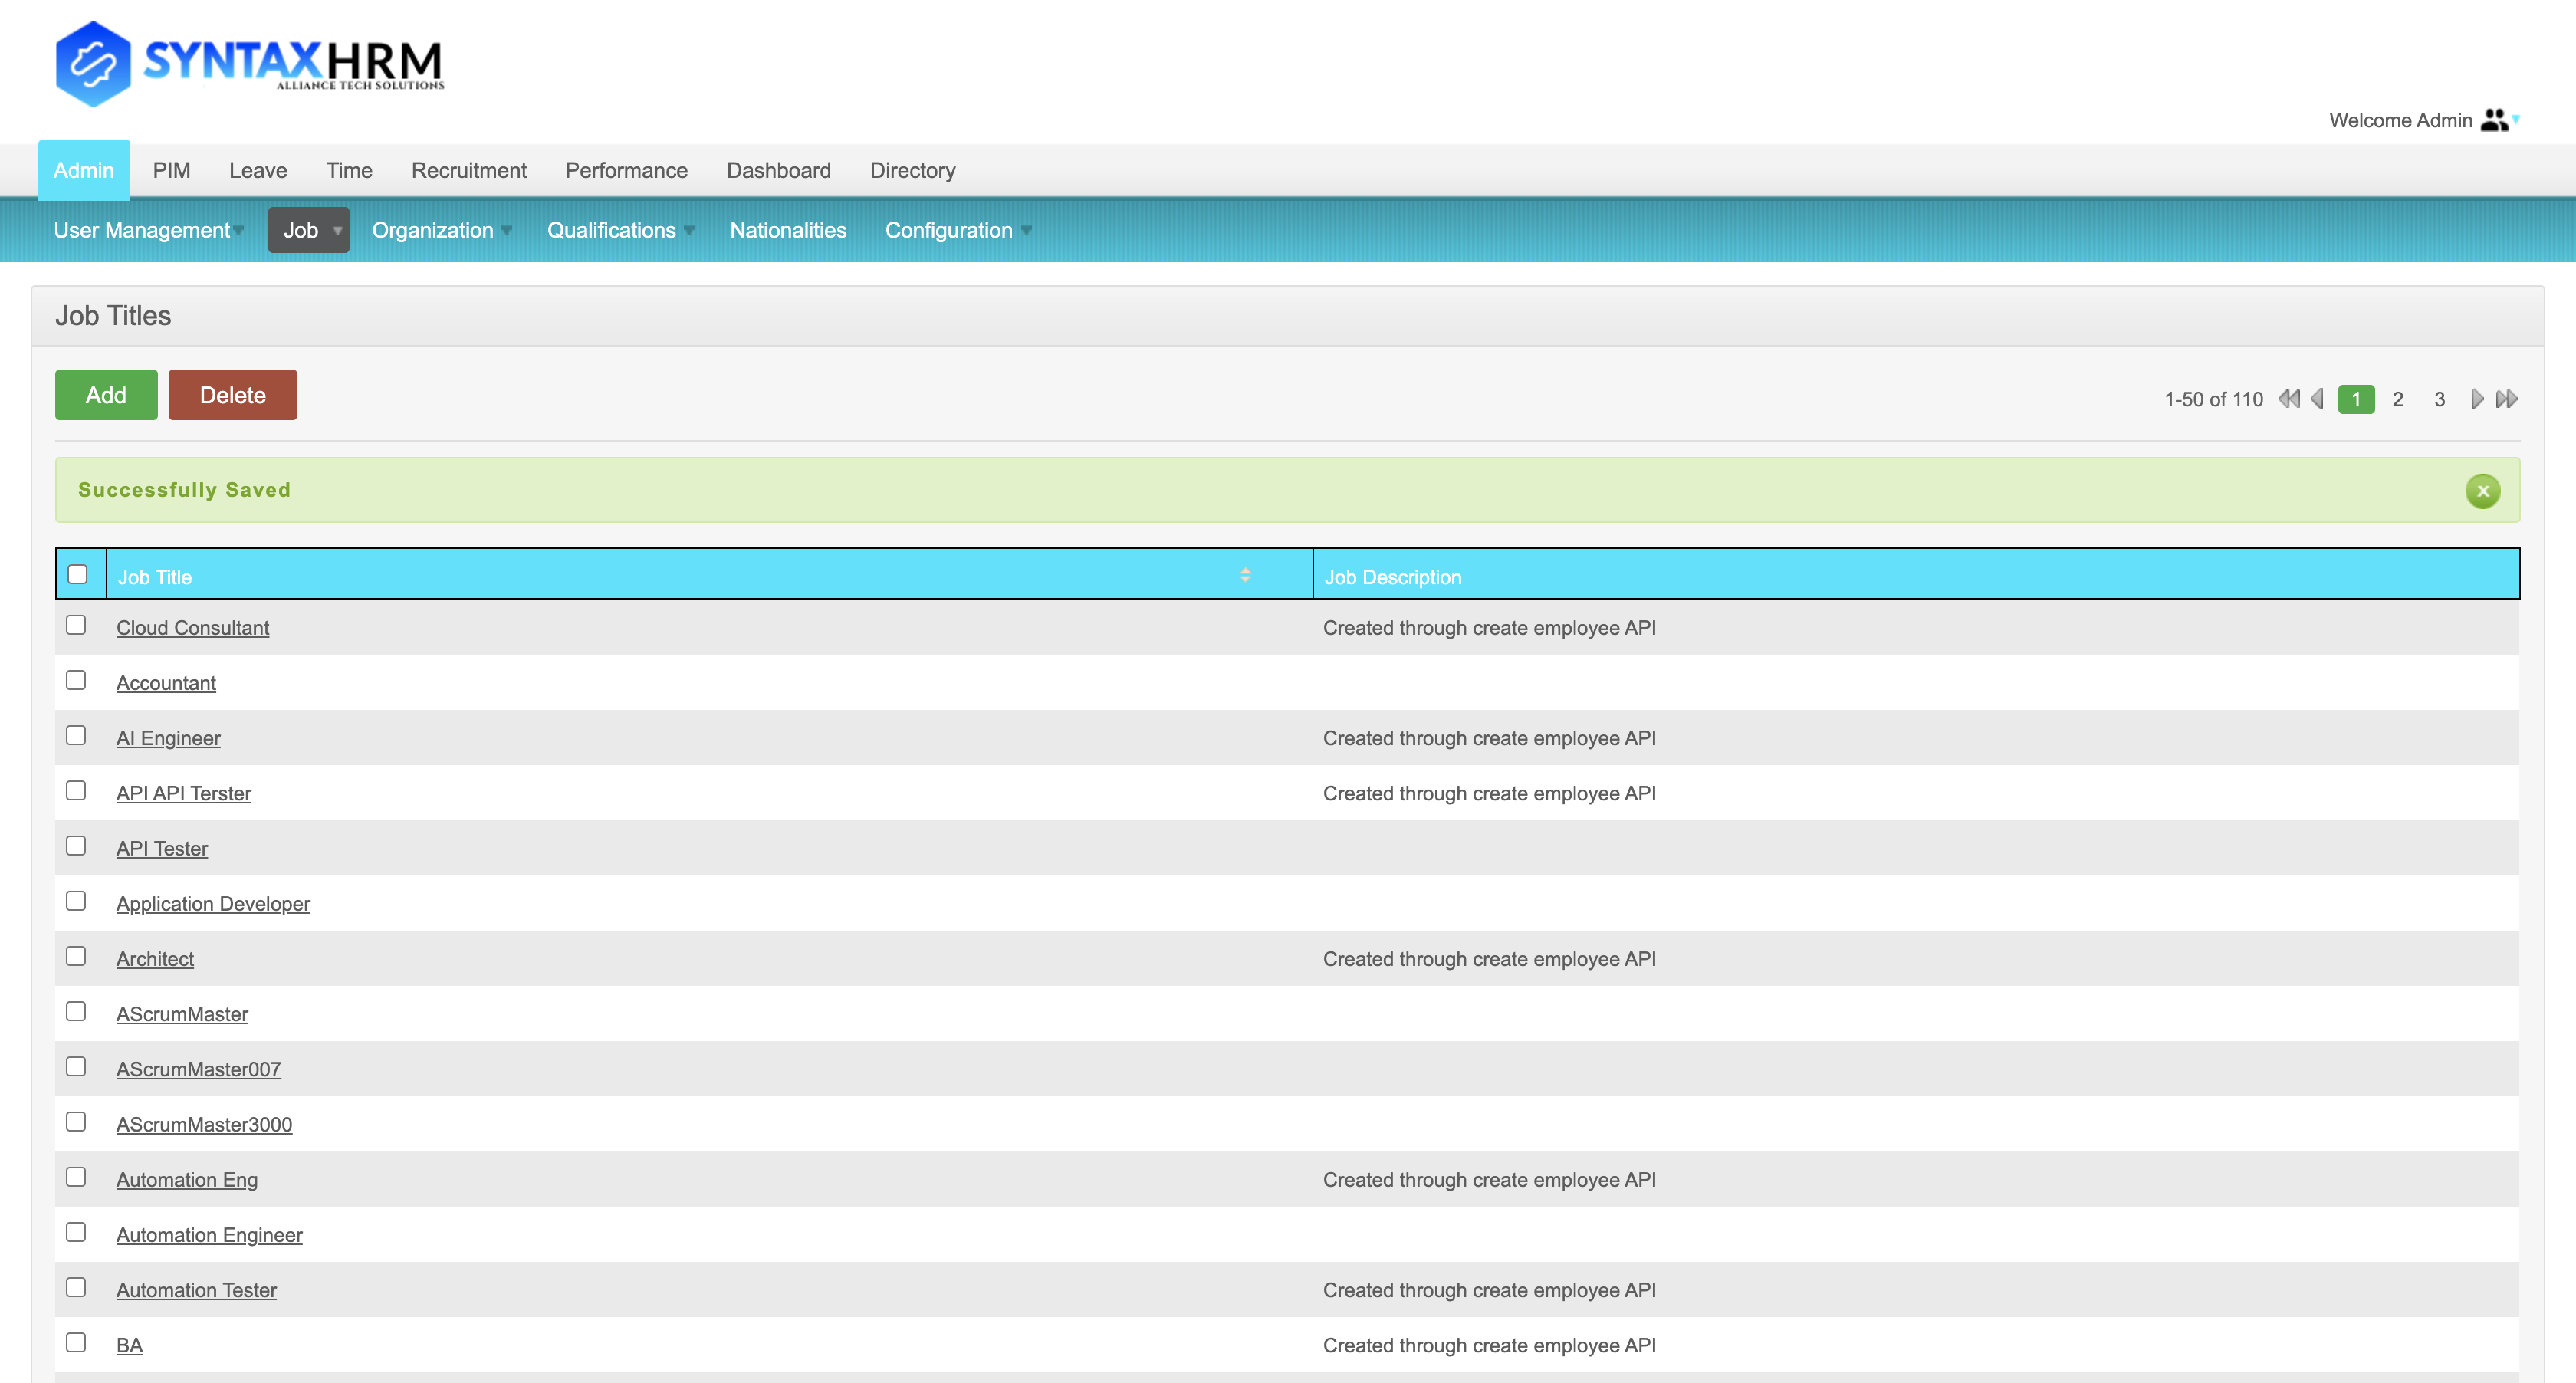 SYNTAXHRM
ALLIANCE TECH SOLUTIONS
Welcome Admin
Admin PIM Leave Time Recruitment Performance Dashboard Directory
User Management Job Organization Qualifications Nationalities Configuration
Job Titles
Add Delete 1-50 of 110 1 2 3
Successfully Saved x
Job Title Job Description
Cloud Consultant Created through create employee API
Accountant
AI Engineer Created through create employee API
API API Terster Created through create employee API
API Tester
Application Developer
Architect Created through create employee API
AScrumMaster
AScrumMaster007
AScrumMaster3000
Automation Eng Created through create employee API
Automation Engineer
Automation Tester Created through create employee API
BA Created through create employee API